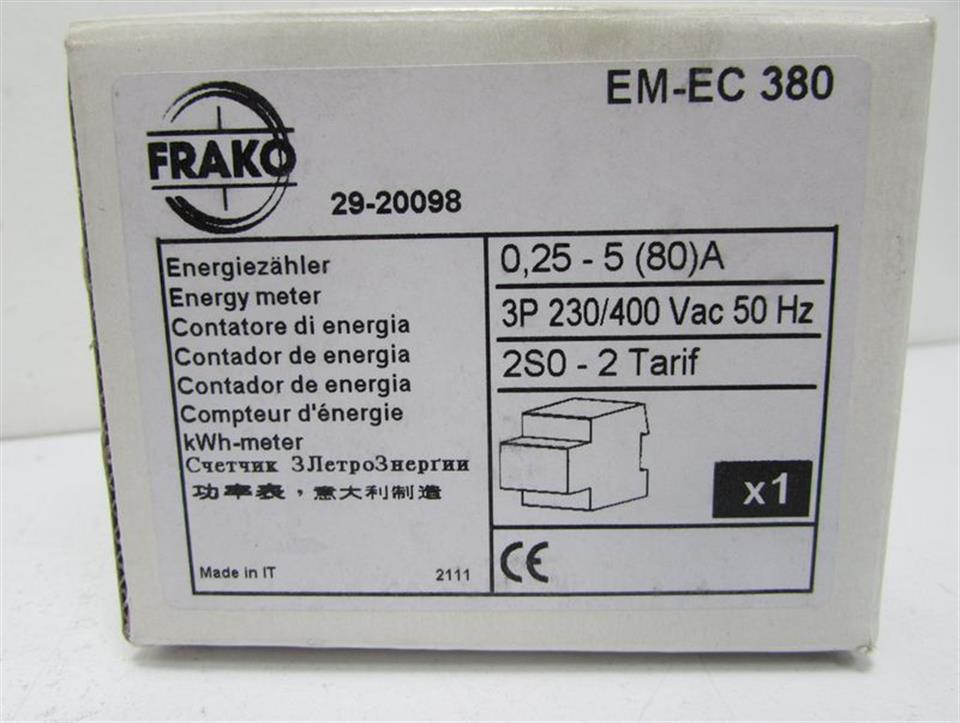 EM-EC 380
FRAKO
29-20098
Energiezähler
Energy meter
Contatore di energia
Contador de energia
Contador de energia
Compteur d'énergie
kWh-meter
Счетчик ЗЛетроЗнергии
功率表，意大利制造
Made in IT 2111
0,25 - 5 (80)A
3P 230/400 Vac 50 Hz
2S0 - 2 Tarif
x1
CE